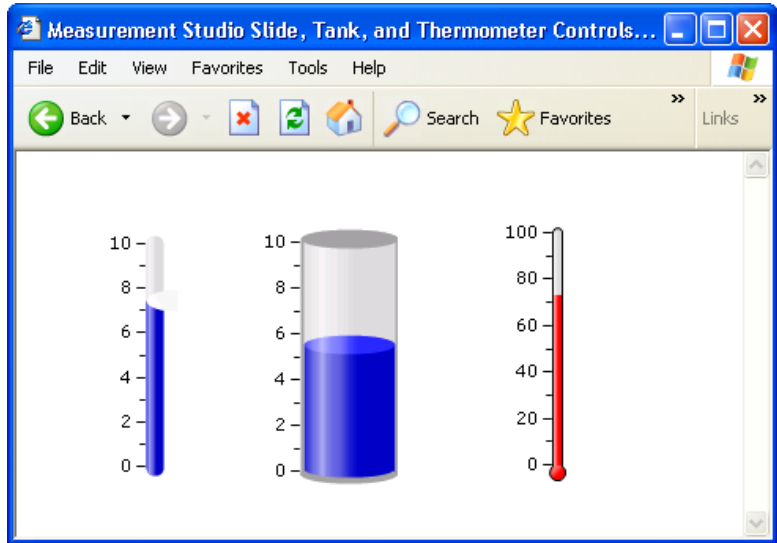 Measurement Studio Slide, Tank, and Thermometer Controls...
File Edit View Favorites Tools Help
Back Search Favorites » Links »
10 8 6 4 2 0
10 8 6 4 2 0
100 80 60 40 20 0